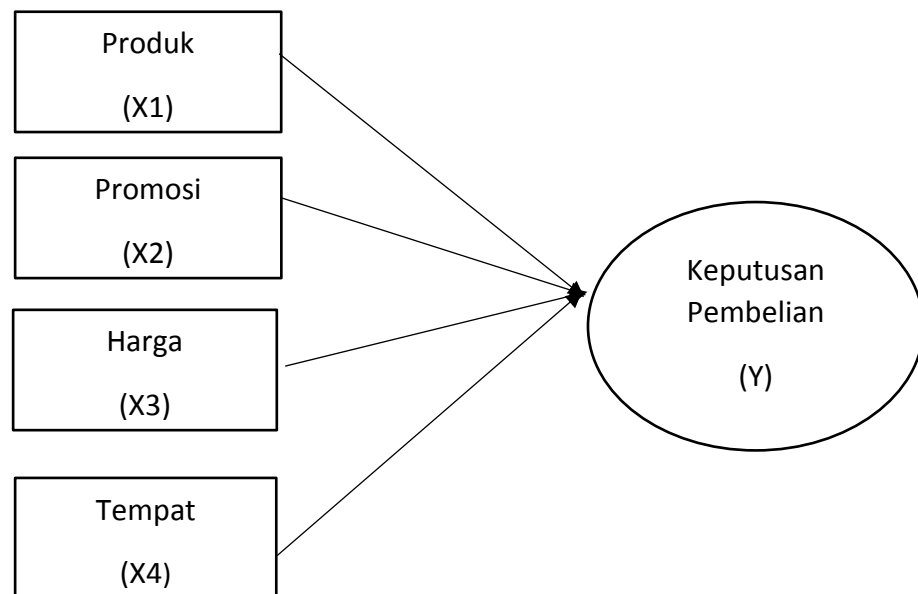 Produk
(X1)
Promosi
(X2)
Harga
(X3)
Tempat
(X4)
Keputusan
Pembelian
(Y)